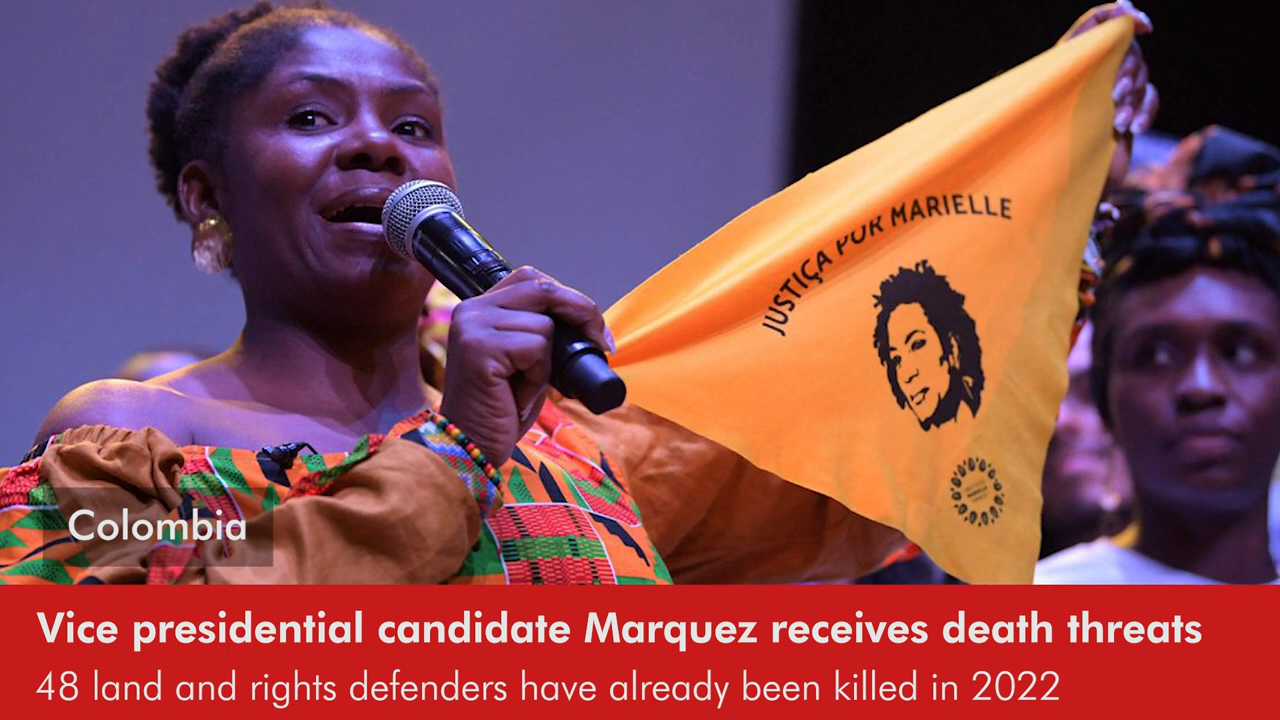 JUSTIÇA POR MARIELLE
Colombia
Vice presidential candidate Marquez receives death threats
48 land and rights defenders have already been killed in 2022